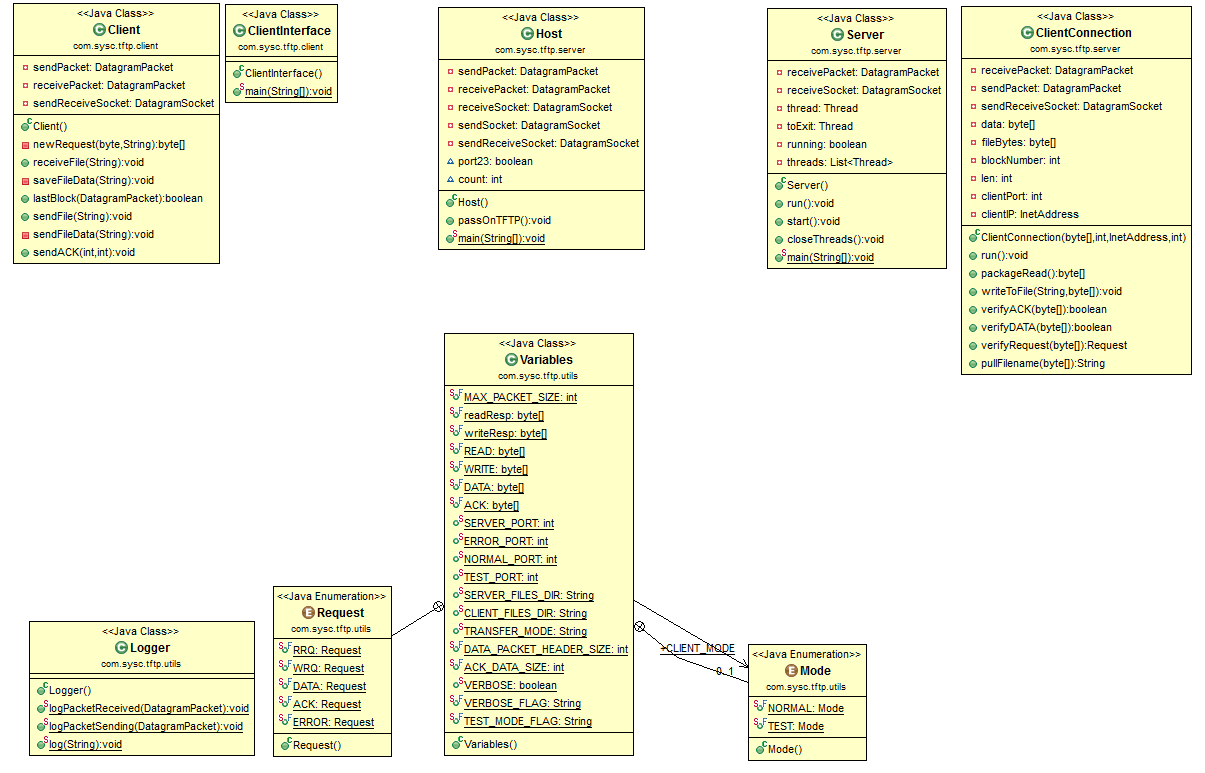 <<Java Class>>
Client
com.sysc.tftp.client
sendPacket: DatagramPacket
receivePacket: DatagramPacket
sendReceiveSocket: DatagramSocket
Client()
newRequest(byte,String):byte[]
receiveFile(String):void
saveFileData(String):void
lastBlock(DatagramPacket):boolean
sendFile(String):void
sendFileData(String):void
sendACK(int,int):void
<<Java Class>>
ClientInterface
com.sysc.tftp.client
ClientInterface()
main(String[]):void
<<Java Class>>
Host
com.sysc.tftp.server
sendPacket: DatagramPacket
receivePacket: DatagramPacket
receiveSocket: DatagramSocket
sendSocket: DatagramSocket
sendReceiveSocket: DatagramSocket
port23: boolean
count: int
Host()
passOnTFTP():void
main(String[]):void
<<Java Class>>
Server
com.sysc.tftp.server
receivePacket: DatagramPacket
receiveSocket: DatagramSocket
thread: Thread
toExit: Thread
running: boolean
threads: List<Thread>
Server()
run():void
start():void
closeThreads():void
main(String[]):void
<<Java Class>>
ClientConnection
com.sysc.tftp.server
receivePacket: DatagramPacket
sendPacket: DatagramPacket
sendReceiveSocket: DatagramSocket
data: byte[]
fileBytes: byte[]
blockNumber: int
len: int
clientPort: int
clientIP: InetAddress
ClientConnection(byte[],int,InetAddress,int)
run():void
packageRead():byte[]
writeToFile(String,byte[]):void
verifyACK(byte[]):boolean
verifyDATA(byte[]):boolean
verifyRequest(byte[]):Request
pullFilename(byte[]):String
<<Java Class>>
Variables
com.sysc.tftp.utils
MAX_PACKET_SIZE: int
readResp: byte[]
writeResp: byte[]
READ: byte[]
WRITE: byte[]
DATA: byte[]
ACK: byte[]
SERVER_PORT: int
ERROR_PORT: int
NORMAL_PORT: int
TEST_PORT: int
SERVER_FILES_DIR: String
CLIENT_FILES_DIR: String
TRANSFER_MODE: String
DATA_PACKET_HEADER_SIZE: int
ACK_DATA_SIZE: int
VERBOSE: boolean
VERBOSE_FLAG: String
TEST_MODE_FLAG: String
Variables()
<<Java Class>>
Logger
com.sysc.tftp.utils
Logger()
logPacketReceived(DatagramPacket):void
logPacketSending(DatagramPacket):void
log(String):void
<<Java Enumeration>>
Request
com.sysc.tftp.utils
RRQ: Request
WRQ: Request
DATA: Request
ACK: Request
ERROR: Request
Request()
+CLIENT_MODE
0..1
<<Java Enumeration>>
Mode
com.sysc.tftp.utils
NORMAL: Mode
TEST: Mode
Mode()